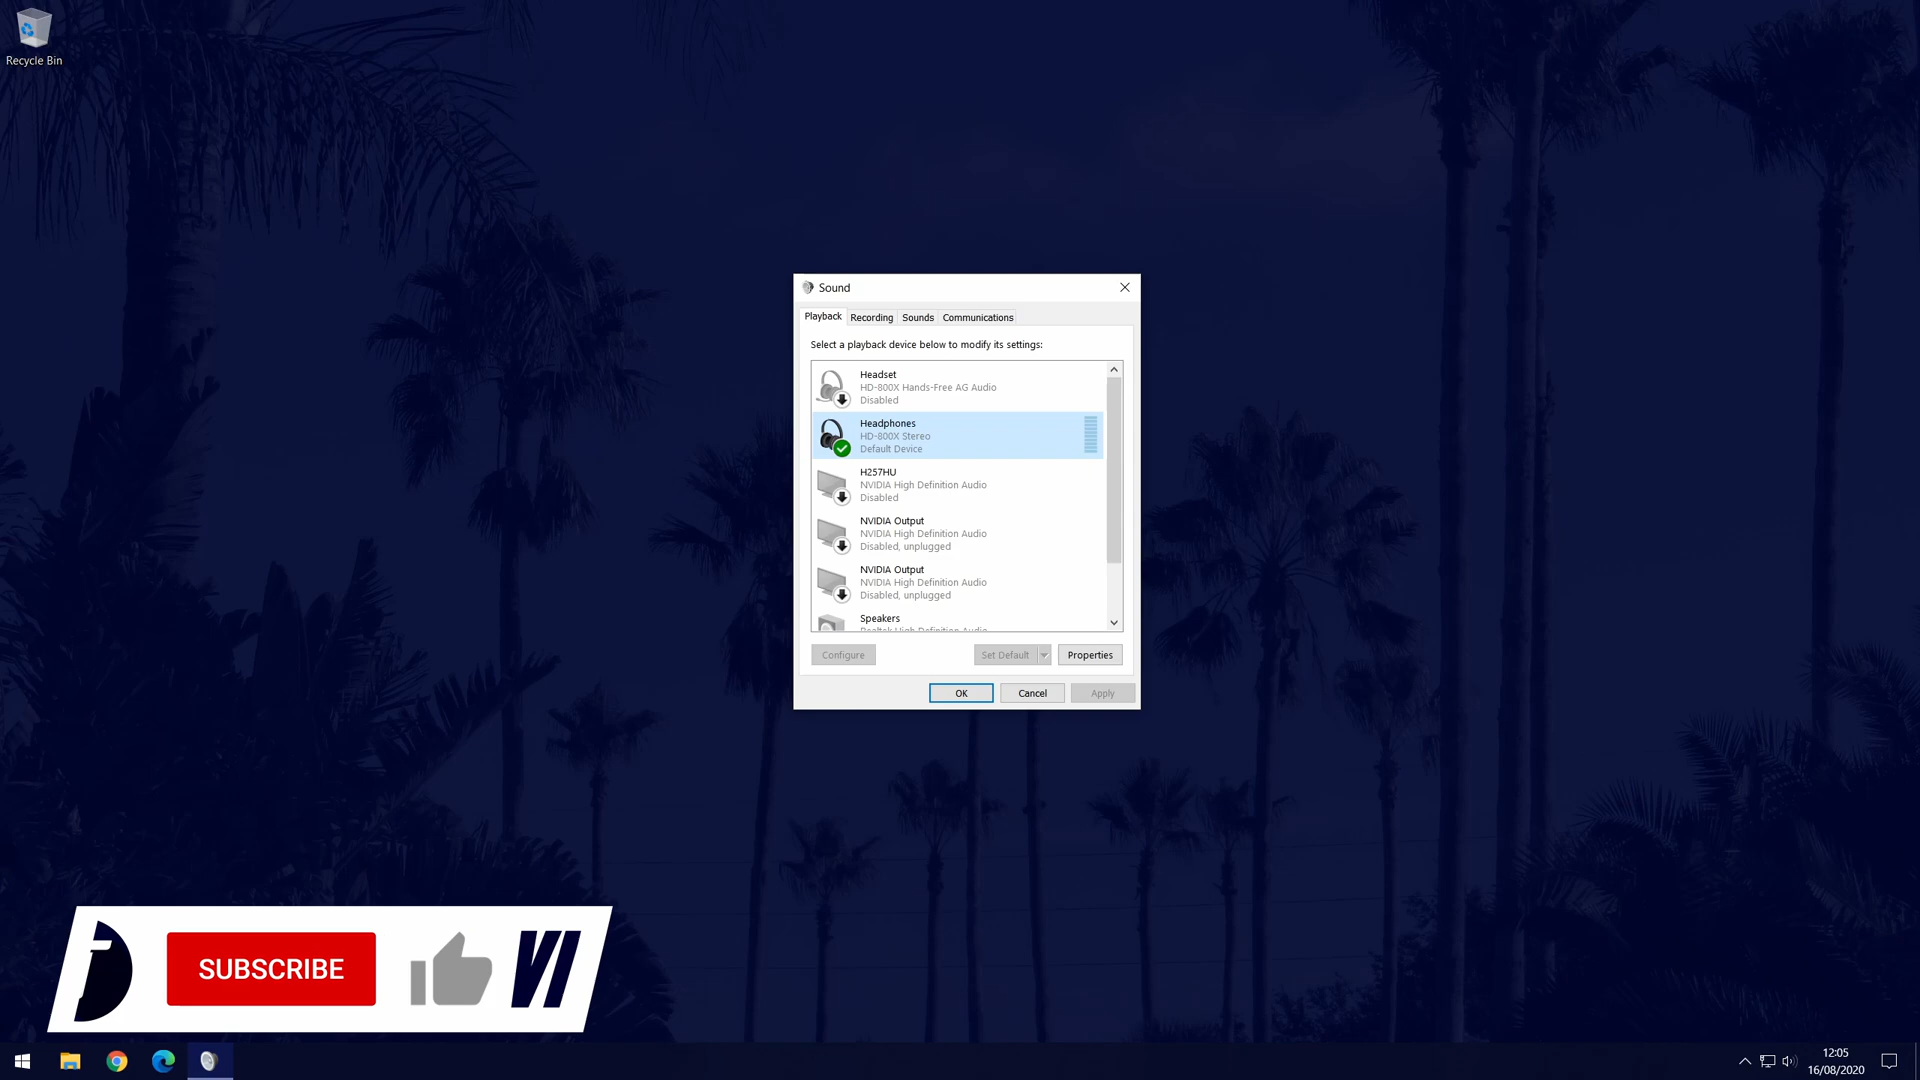 Recycle Bin
Sound
Playback
Recording
Sounds
Communications
Select a playback device below to modify its settings:
Headset
HD-800X Hands-Free AG Audio
Disabled
Headphones
HD-800X Stereo
Default Device
H257HU
NVIDIA High Definition Audio
Disabled
NVIDIA Output
NVIDIA High Definition Audio
Disabled, unplugged
NVIDIA Output
NVIDIA High Definition Audio
Disabled, unplugged
Speakers
Realtek High Definition Audio
Configure
Set Default
Properties
OK
Cancel
Apply
SUBSCRIBE
12:05
16/08/2020